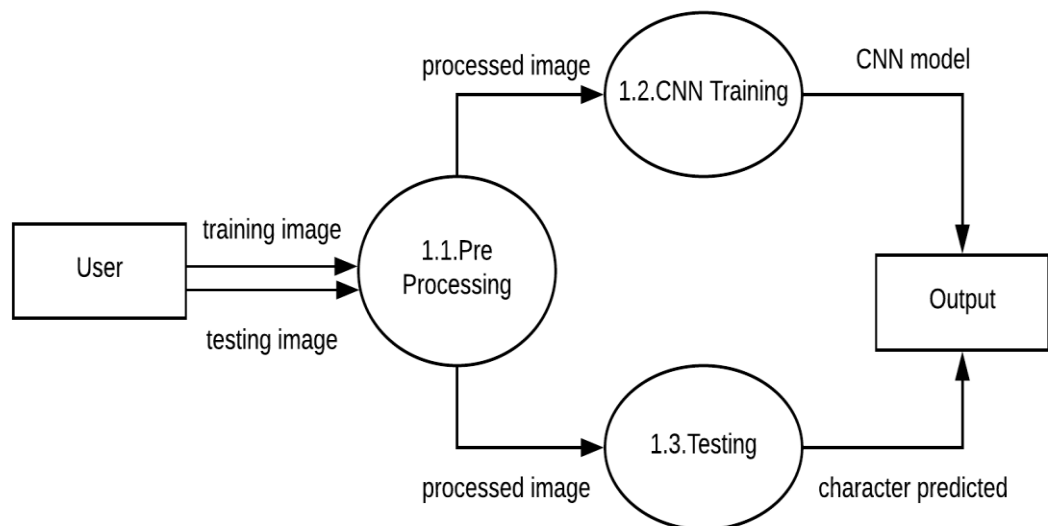 processed image
CNN model
1.2.CNN Training
training image
User
1.1.Pre
Processing
testing image
Output
1.3.Testing
processed image
character predicted